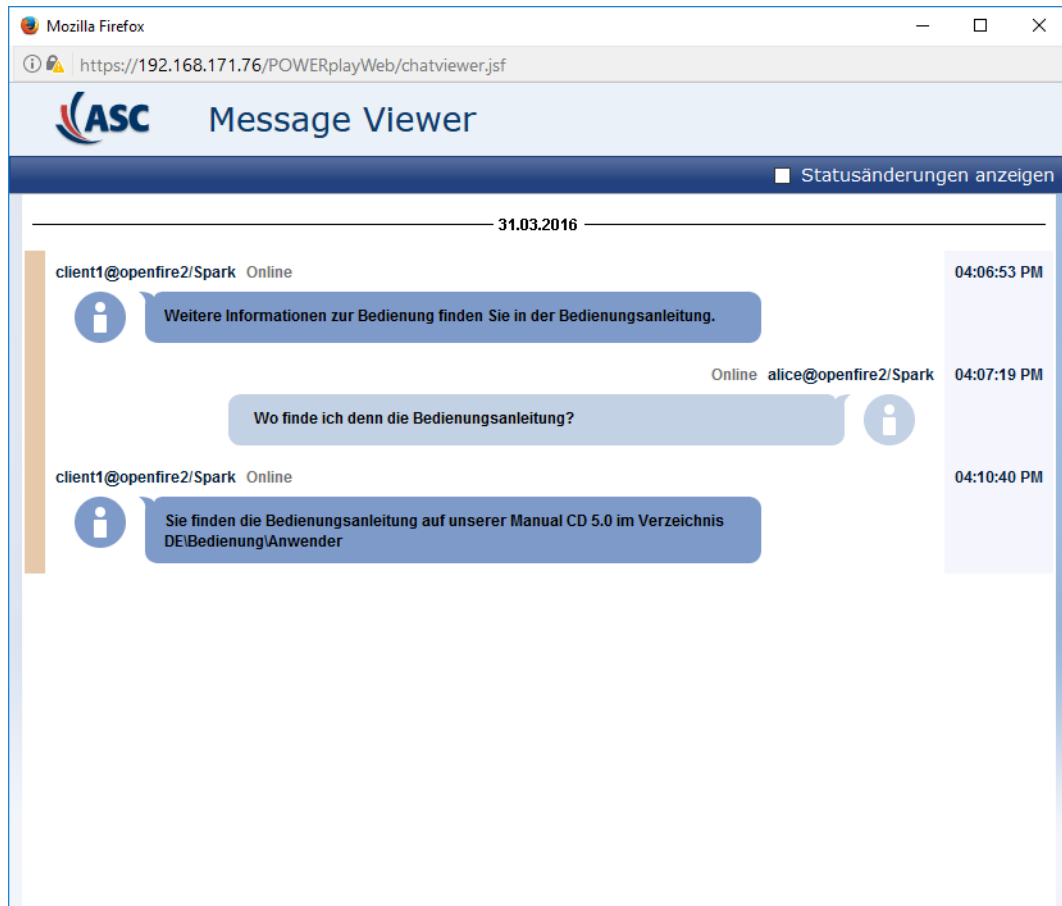 Mozilla Firefox
https://192.168.171.76/POWERplayWeb/chatviewer.jsf
ASC Message Viewer
Statusänderungen anzeigen
31.03.2016
client1@openfire2/Spark Online 04:06:53 PM
Weitere Informationen zur Bedienung finden Sie in der Bedienungsanleitung.
Online alice@openfire2/Spark 04:07:19 PM
Wo finde ich denn die Bedienungsanleitung?
client1@openfire2/Spark Online 04:10:40 PM
Sie finden die Bedienungsanleitung auf unserer Manual CD 5.0 im Verzeichnis
DE\Bedienung\Anwender